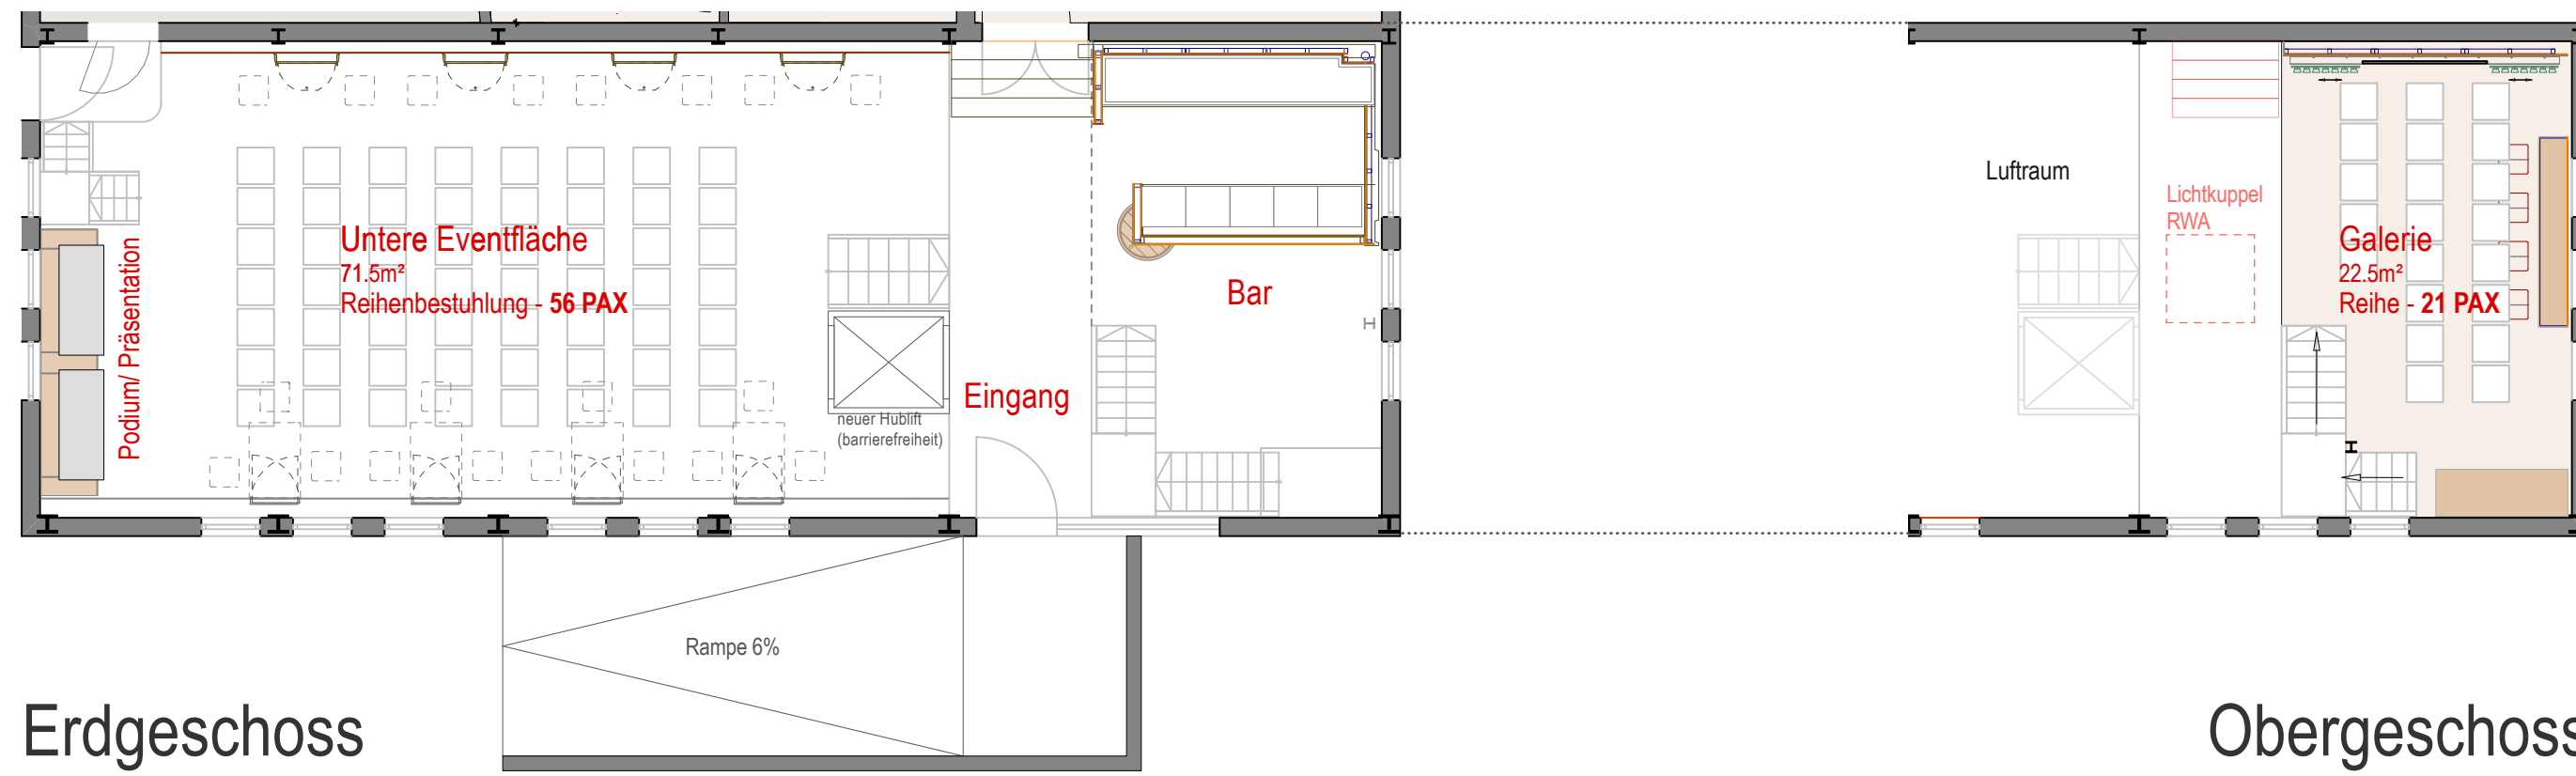 Untere Eventfläche
71.5m²
Reihenbestuhlung - 56 PAX
Podium/ Präsentation
neuer Hublift
(barrierefreiheit)
Eingang
Bar
Rampe 6%
Erdgeschoss
Luftraum
Lichtkuppel
RWA
Galerie
22.5m²
Reihe - 21 PAX
Obergeschoss